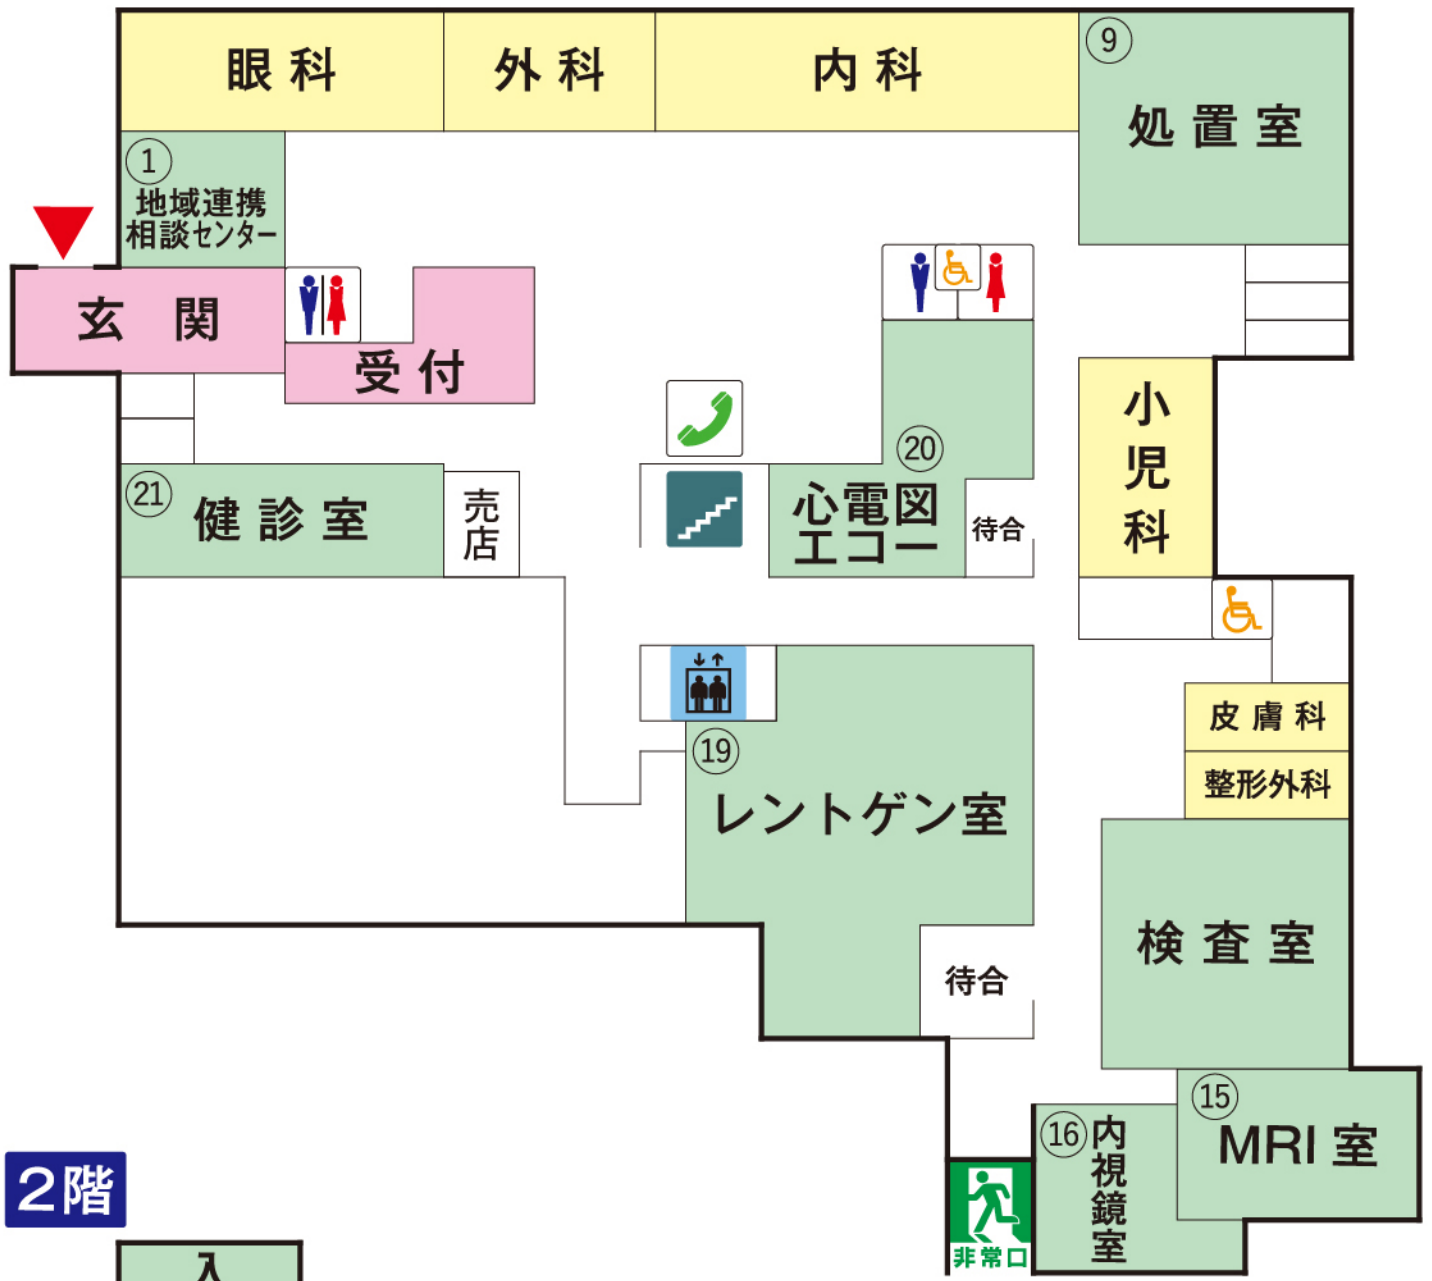 眼科
外科
内科
⑨
処置室
①
地域連携
相談センター
玄関
受付
小児科
⑳
心電図
エコー
待合
㉑
健診室
売店
皮膚科
整形外科
⑲
レントゲン室
検査室
待合
⑮
MRI室
⑯
内視鏡室
非常口
2階
入